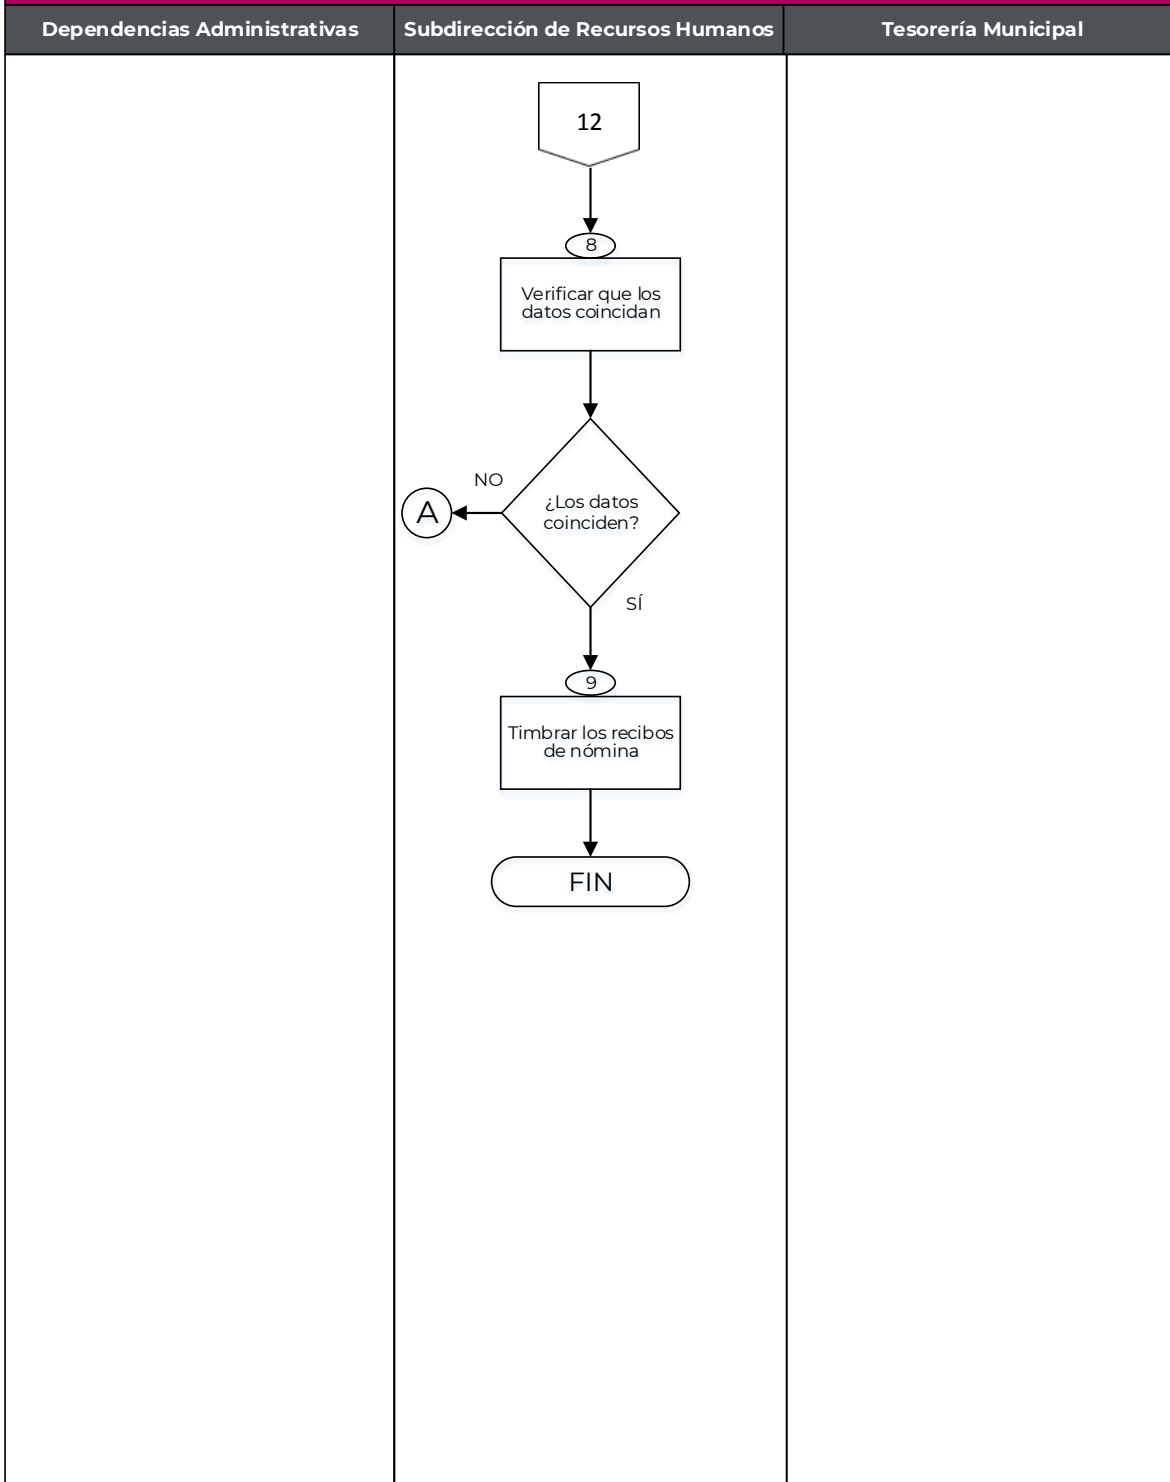 Dependencias Administrativas
Subdirección de Recursos Humanos
Tesorería Municipal
12
8
Verificar que los
datos coincidan
NO
A
¿Los datos
coinciden?
SÍ
9
Timbrar los recibos
de nómina
FIN